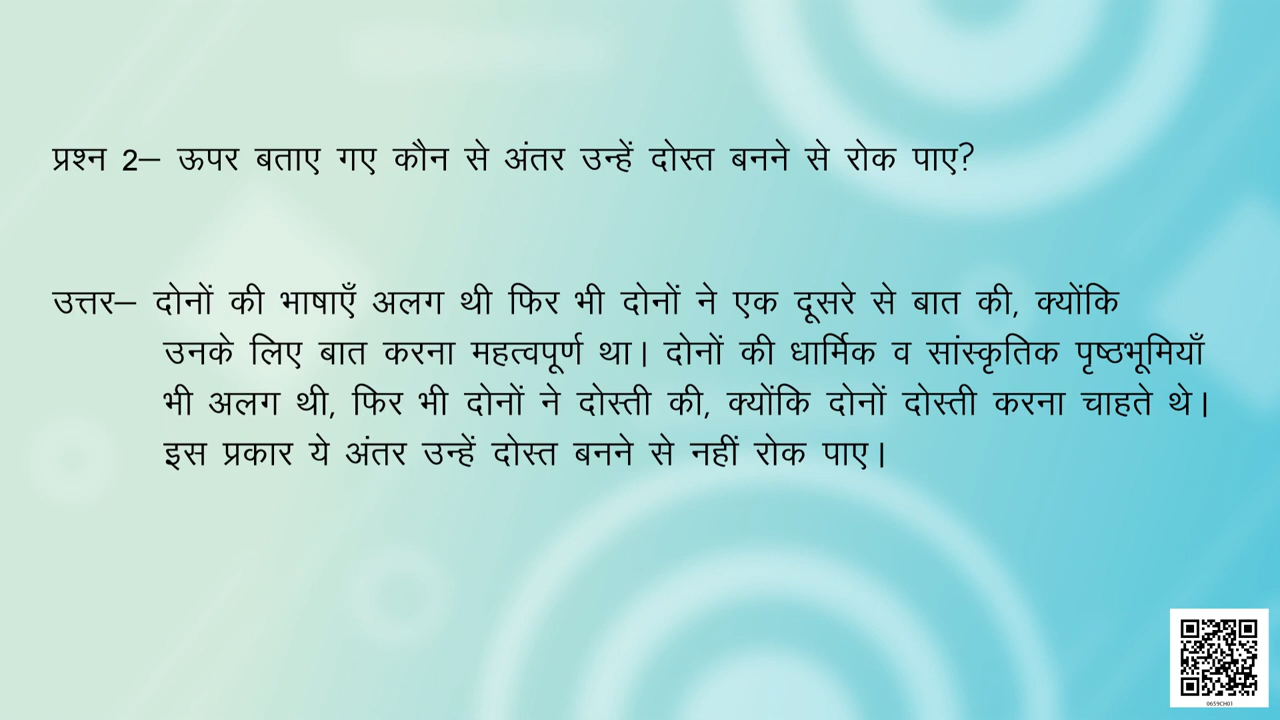 प्रश्न 2– ऊपर बताए गए कौन से अंतर उन्हें दोस्त बनने से रोक पाए?
उत्तर– दोनों की भाषाएँ अलग थी फिर भी दोनों ने एक दूसरे से बात की, क्योंकि
उनके लिए बात करना महत्वपूर्ण था। दोनों की धार्मिक व सांस्कृतिक पृष्ठभूमियाँ
भी अलग थी, फिर भी दोनों ने दोस्ती की, क्योंकि दोनों दोस्ती करना चाहते थे।
इस प्रकार ये अंतर उन्हें दोस्त बनने से नहीं रोक पाए।
0659CH01